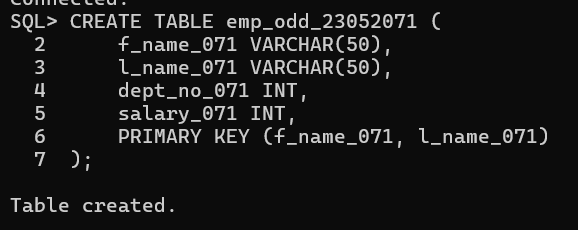 Connected.
SQL> CREATE TABLE emp_odd_23052071 (
  2      f_name_071 VARCHAR(50),
  3      l_name_071 VARCHAR(50),
  4      dept_no_071 INT,
  5      salary_071 INT,
  6      PRIMARY KEY (f_name_071, l_name_071)
  7  );
Table created.